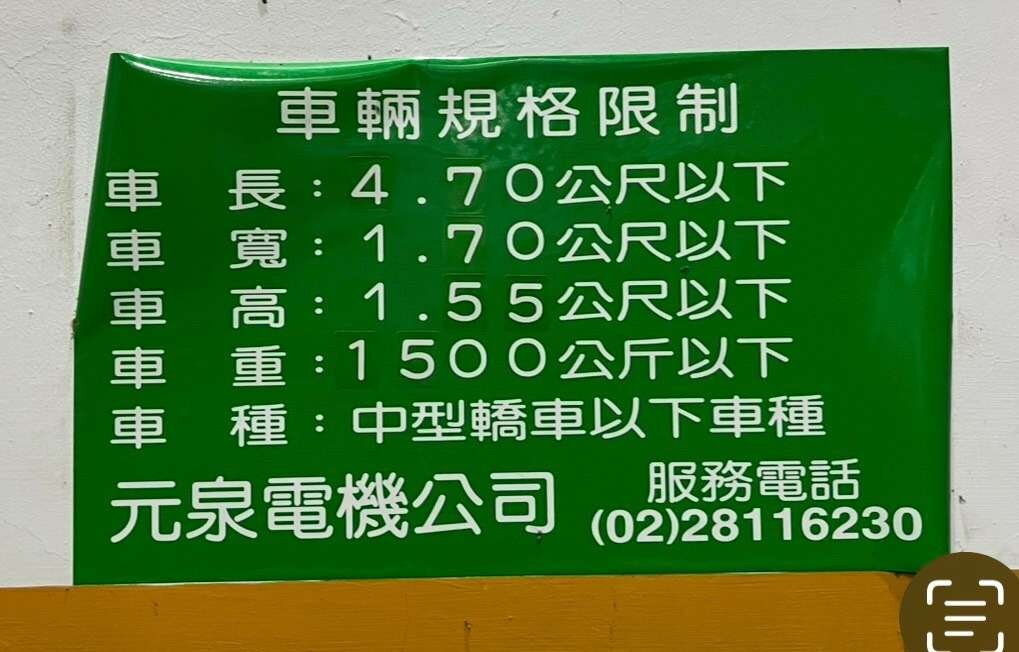 車輛規格限制
車 長：4.70公尺以下
車 寬：1.70公尺以下
車 高：1.55公尺以下
車 重：1500公斤以下
車 種：中型轎車以下車種
元泉電機公司 服務電話
(02)28116230